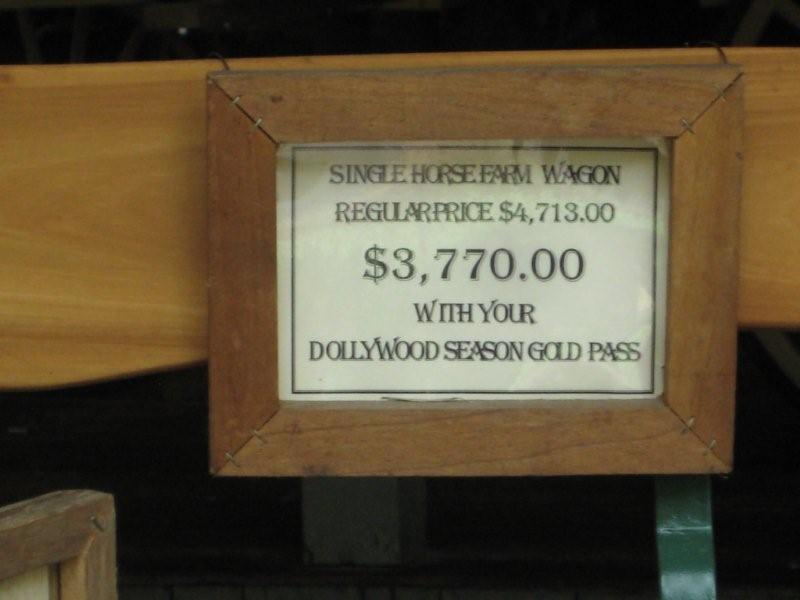 SINGLE HORSE FARM WAGON
REGULAR PRICE $4,713.00
$3,770.00
WITH YOUR
DOLLYWOOD SEASON GOLD PASS